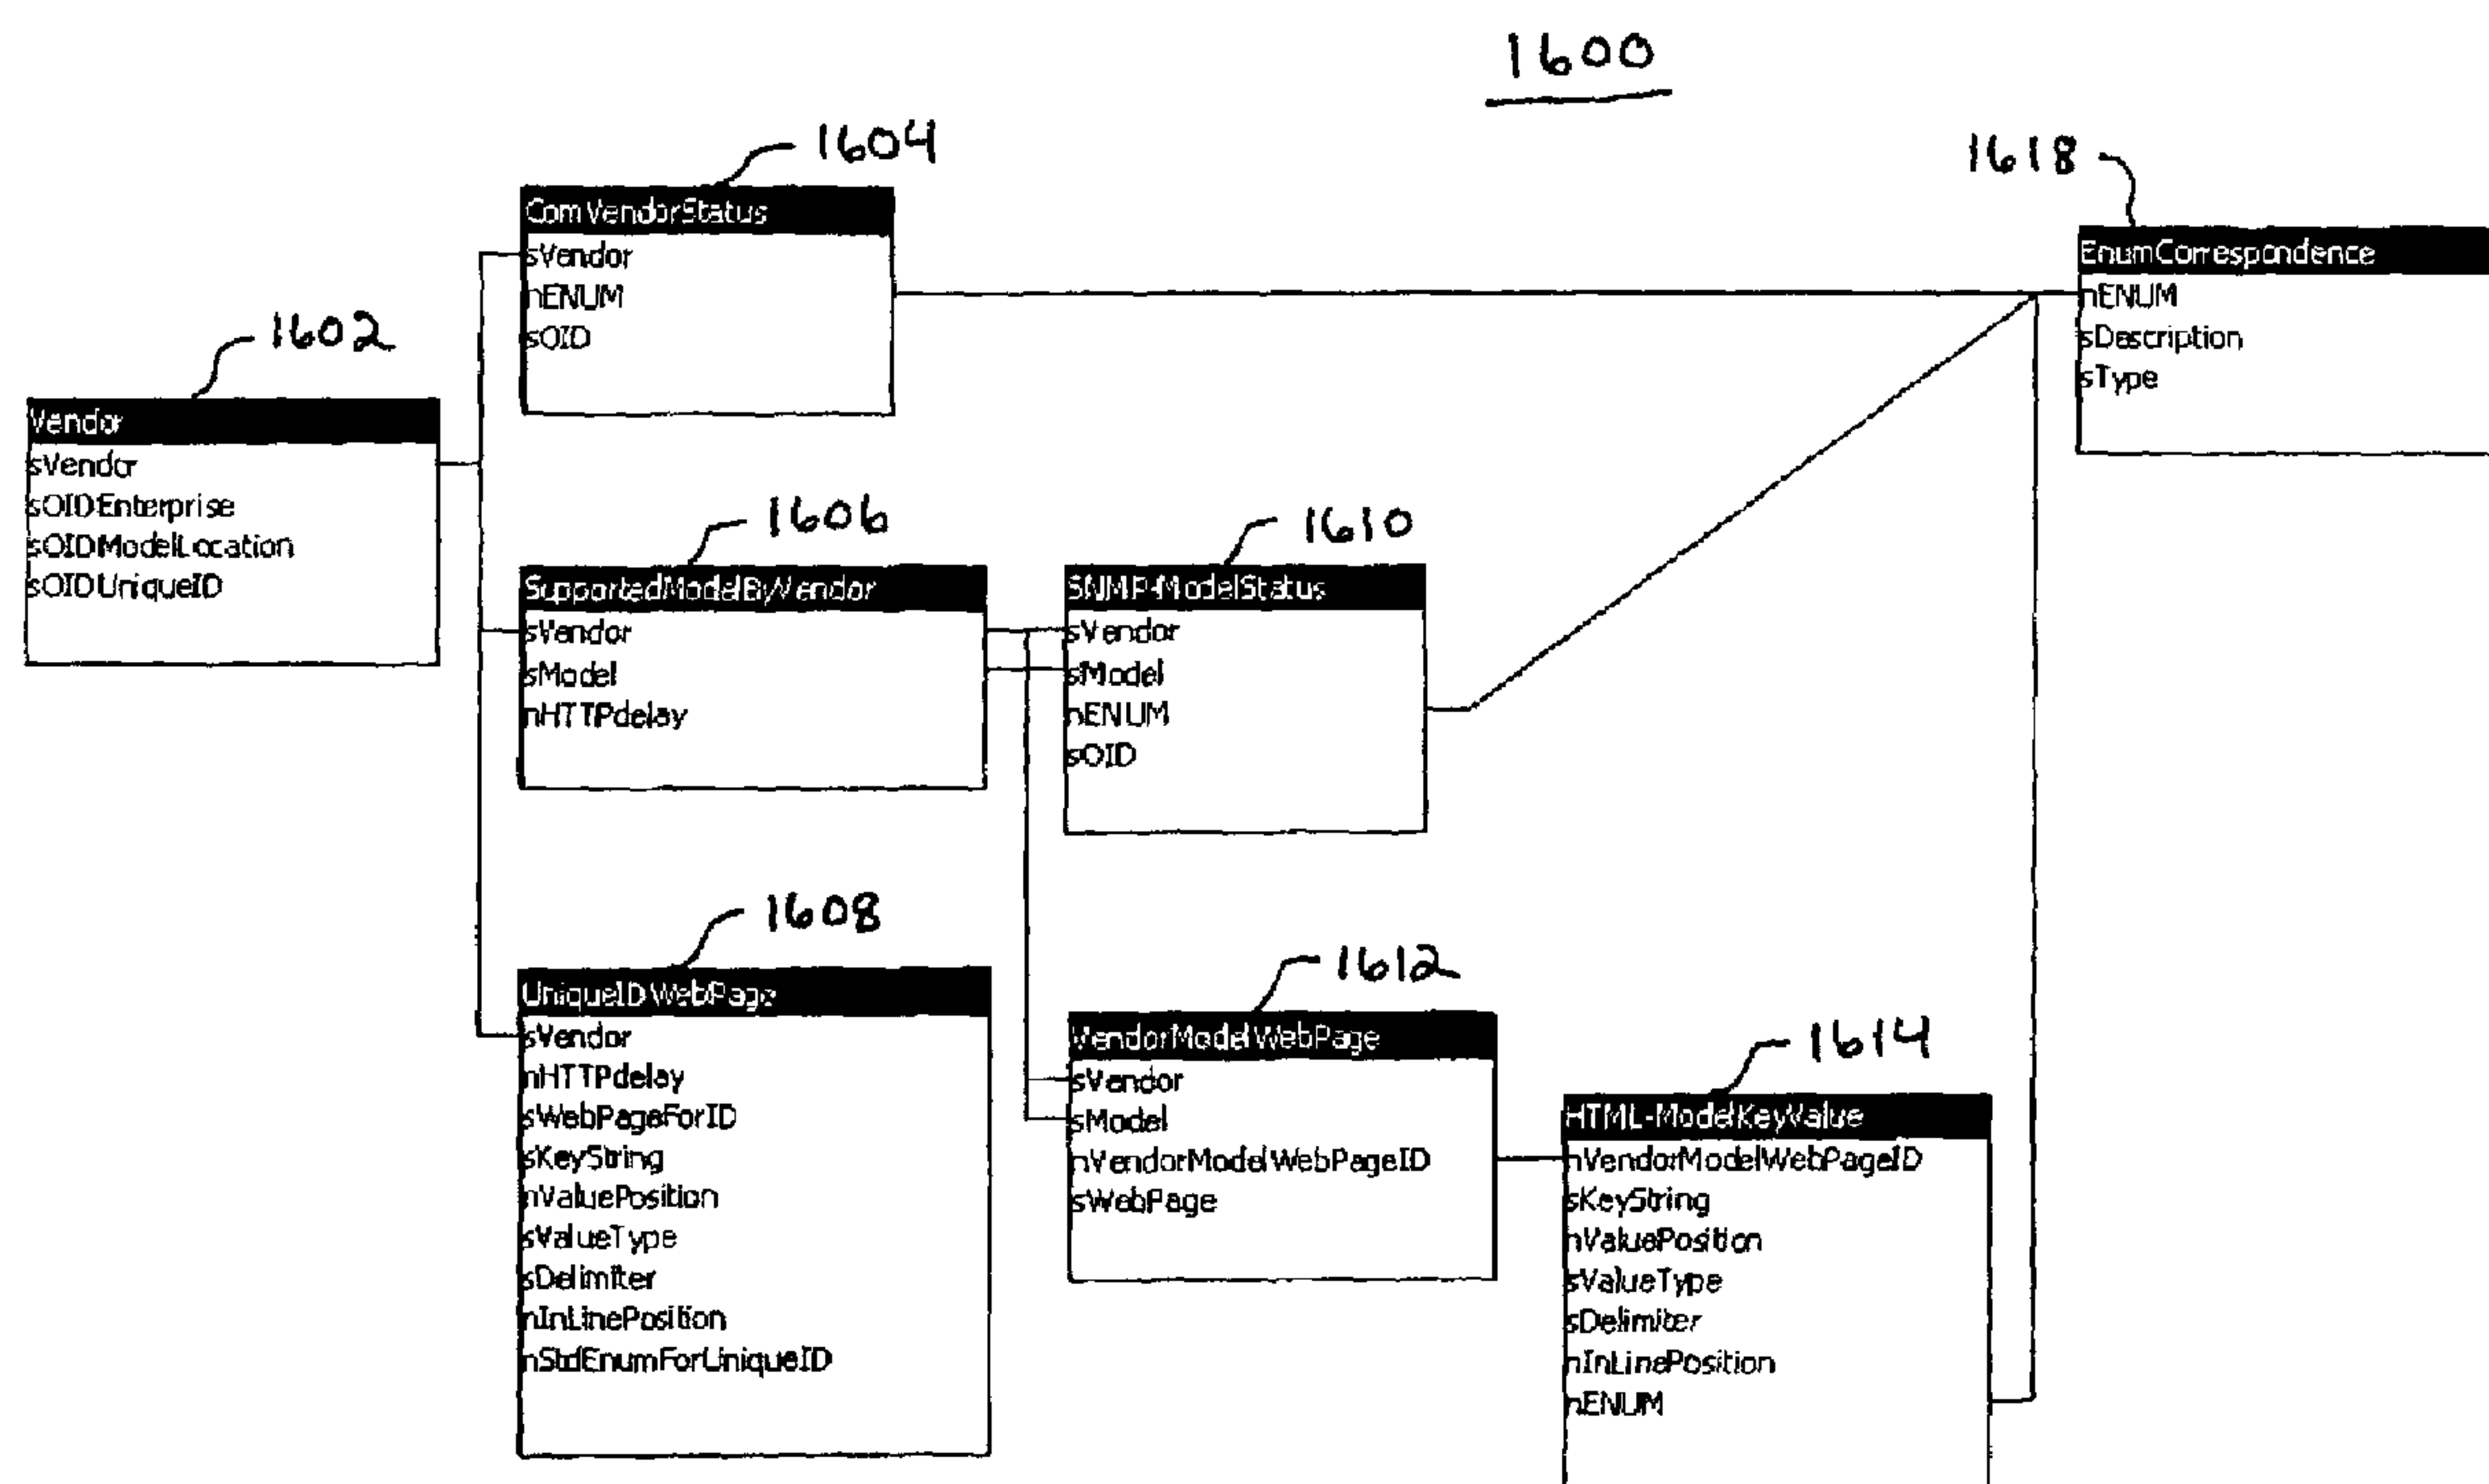 1600
1604
ComVendorStatus
sVendor
nENUM
sOID
1618
EnumCorrespondence
nENUM
sDescription
sType
1602
Vendor
sVendor
sOIDEnterprise
sOIDModelLocation
sOIDUniqueID
1606
SupportedModelByVendor
sVendor
sModel
nHTTPdelay
1610
SNMP-ModelStatus
sVendor
sModel
nENUM
sOID
1608
UniqueIDWebPage
sVendor
nHTTPdelay
sWebPageForID
sKeyString
nValuePosition
sValueType
sDelimiter
nInLinePosition
nStdEnumForUniqueID
1612
VendorModelWebPage
sVendor
sModel
nVendorModelWebPageID
sWebPage
1614
HTML-ModelKeyValue
nVendorModelWebPageID
sKeyString
nValuePosition
sValueType
sDelimiter
nInLinePosition
nENUM